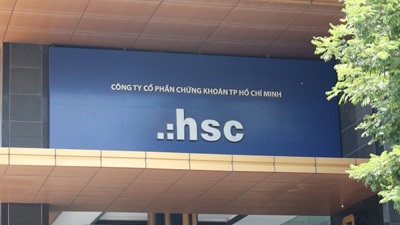 CÔNG TY CỔ PHẦN CHỨNG KHOÁN TP HỒ CHÍ MINH
.:hsc